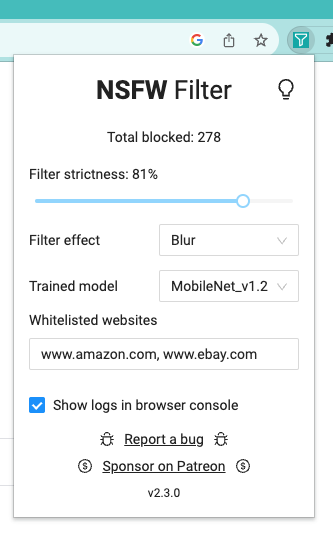 NSFW Filter
Total blocked: 278
Filter strictness: 81%
Filter effect
Blur
Trained model
MobileNet_v1.2
Whitelisted websites
www.amazon.com, www.ebay.com
Show logs in browser console
Report a bug
Sponsor on Patreon
v2.3.0